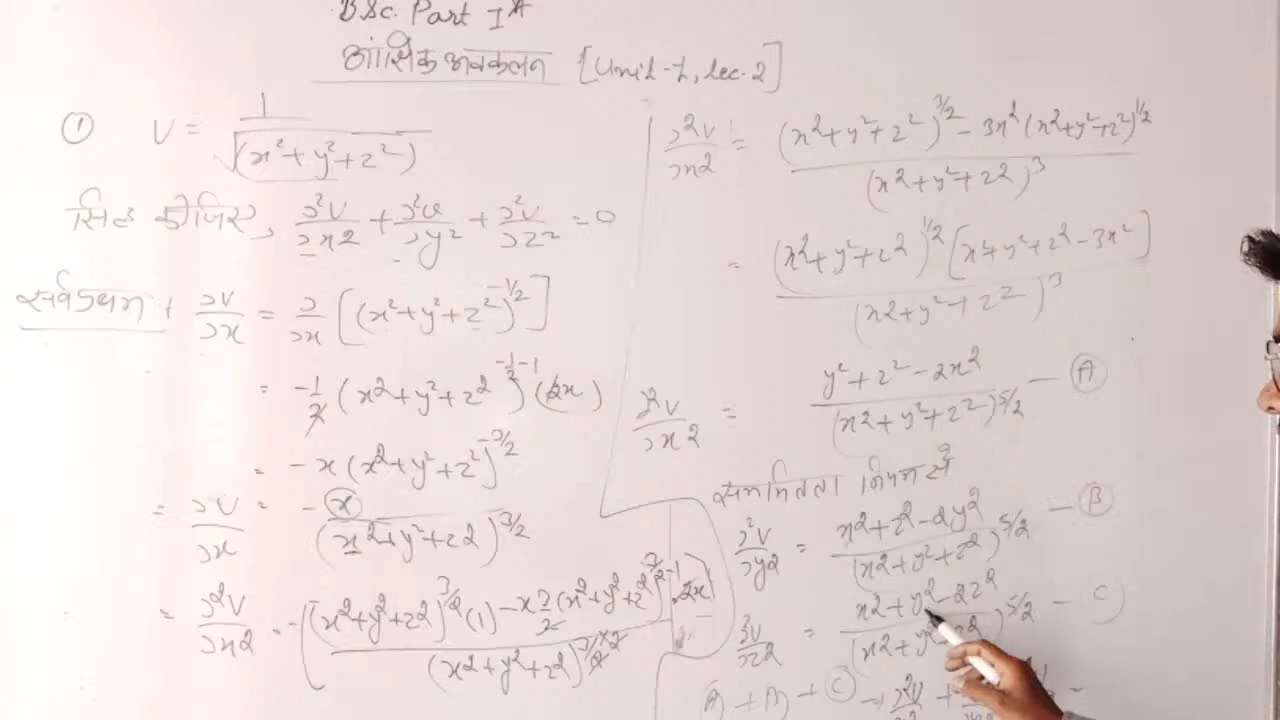 B.Sc. Part I
आंशिक अवकलन [Unit-1, Lec. 2]
① V = 1/√(x²+y²+z²)
सिद्ध कीजिए, ∂²V/∂x² + ∂²V/∂y² + ∂²V/∂z² = 0
∂V/∂x = ∂/∂x [(x²+y²+z²)^(-1/2)]
= -1/2 (x²+y²+z²)^(-1/2-1) (2x)
= -x (x²+y²+z²)^(-3/2)
= ∂V/∂x = -x/(x²+y²+z²)^(3/2)
= ∂²V/∂x² = -[(x²+y²+z²)^(3/2) (1) - x 3/2 (x²+y²+z²)^(3/2-1) . 2x]/(x²+y²+z²)^(3/2×2)
∂²V/∂x² = (x²+y²+z²)^(3/2) - 3x² (x²+y²+z²)^(1/2)/(x²+y²+z²)³
= (x²+y²+z²)^(1/2) [x²+y²+z²-3x²]/(x²+y²+z²)³
∂²V/∂x² = y²+z²-2x²/(x²+y²+z²)^(5/2) — Ⓐ
सममितता नियम से
∂²V/∂y² = x²+z²-2y²/(x²+y²+z²)^(5/2) — Ⓑ
∂²V/∂z² = x²+y²-2z²/(x²+y²+z²)^(5/2) — Ⓒ